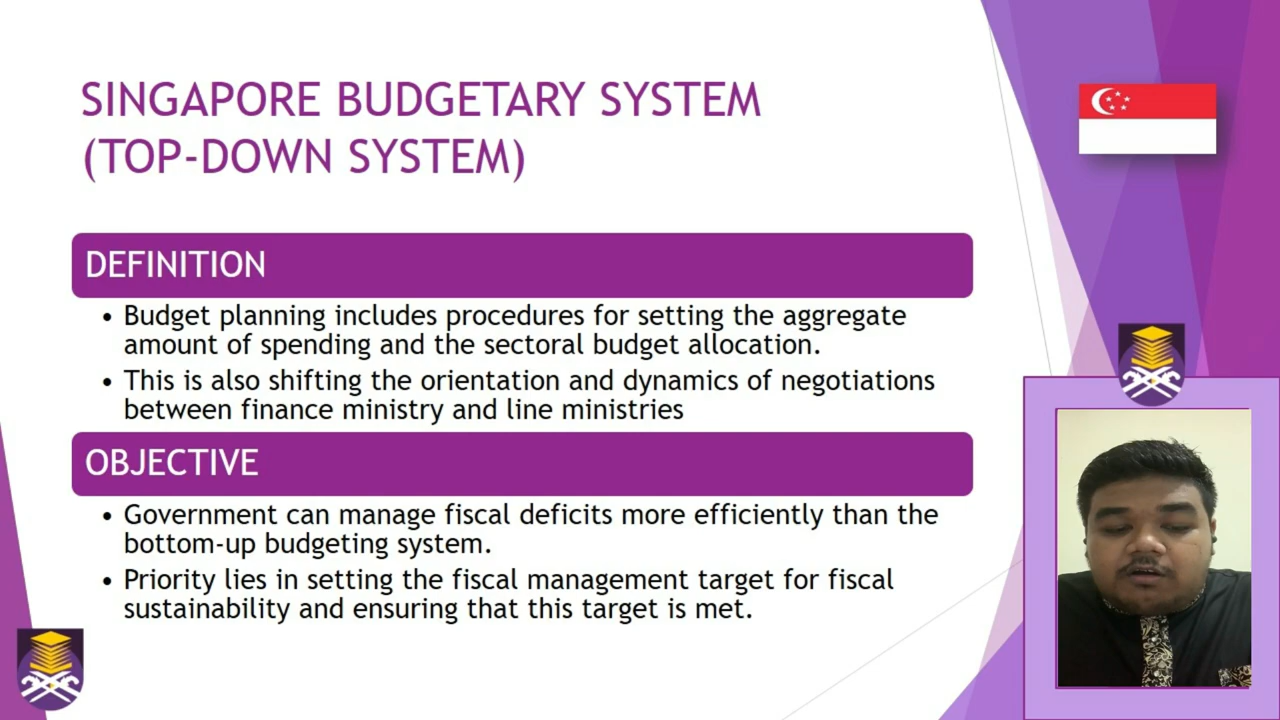 SINGAPORE BUDGETARY SYSTEM
(TOP-DOWN SYSTEM)
DEFINITION
• Budget planning includes procedures for setting the aggregate
amount of spending and the sectoral budget allocation.
• This is also shifting the orientation and dynamics of negotiations
between finance ministry and line ministries
OBJECTIVE
• Government can manage fiscal deficits more efficiently than the
bottom-up budgeting system.
• Priority lies in setting the fiscal management target for fiscal
sustainability and ensuring that this target is met.